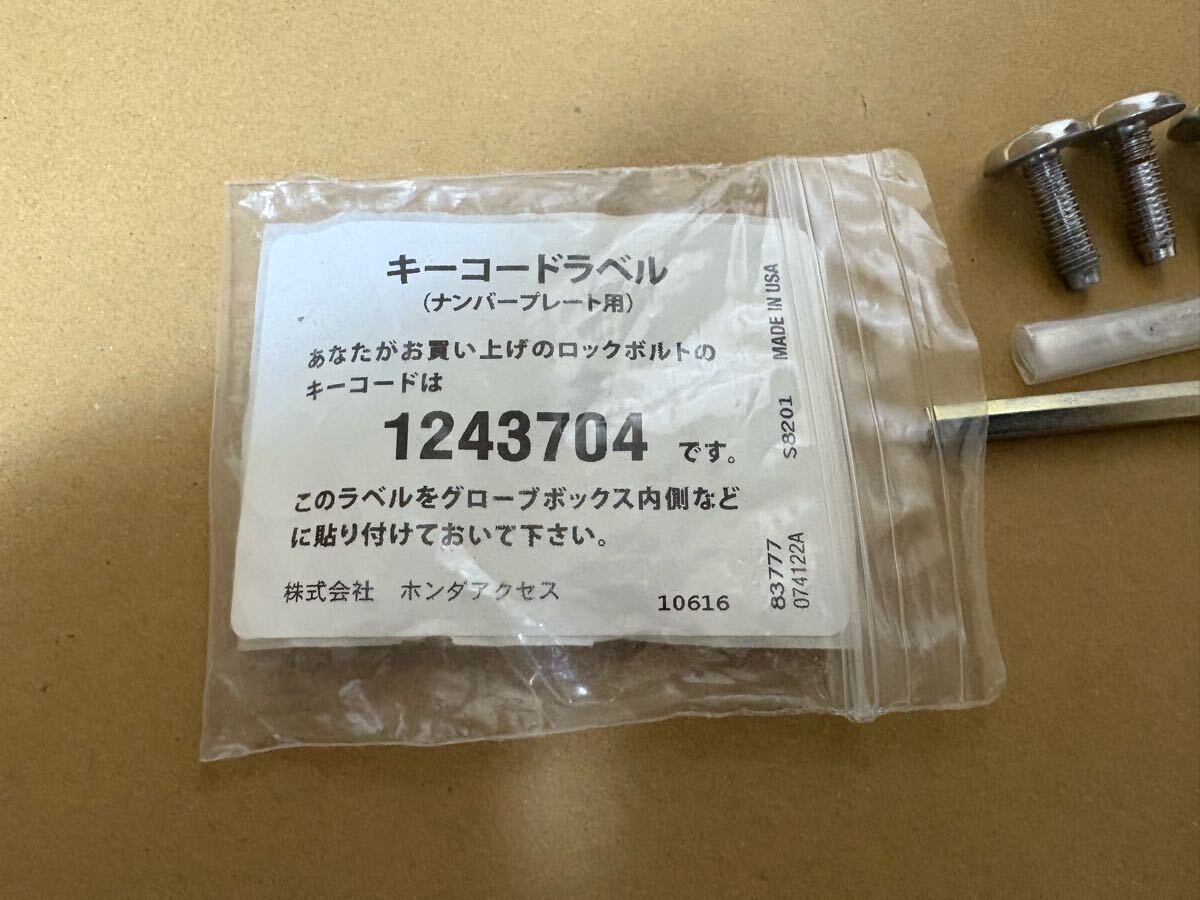 キーコードラベル
(ナンバープレート用)
あなたがお買い上げのロックボルトの
キーコードは
1243704 です。
このラベルをグローブボックス内側など
に貼り付けておいて下さい。
株式会社 ホンダアクセス 10616
83777 S8201 MADE IN USA
074122A